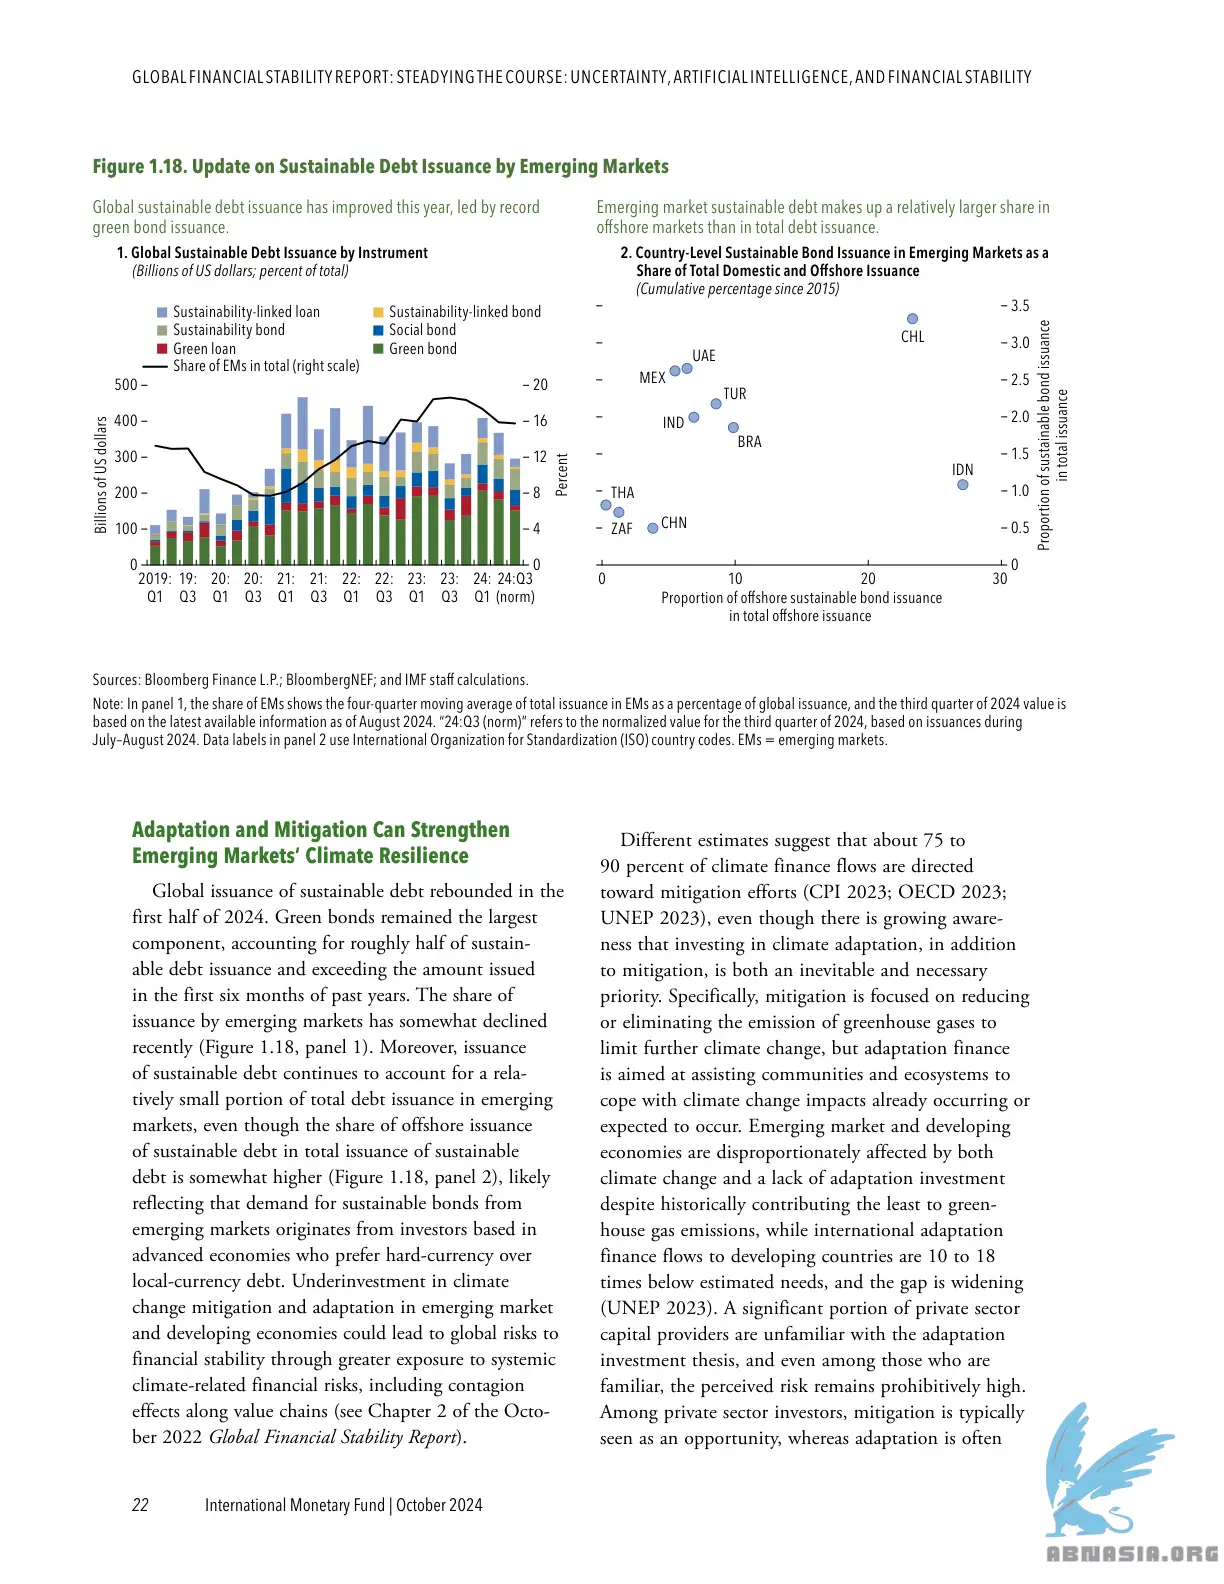 GLOBAL FINANCIAL STABILITY REPORT: STEADYING THE COURSE: UNCERTAINTY, ARTIFICIAL INTELLIGENCE, AND FINANCIAL STABILITY
Figure 1.18. Update on Sustainable Debt Issuance by Emerging Markets
Global sustainable debt issuance has improved this year, led by record
green bond issuance.
1. Global Sustainable Debt Issuance by Instrument
(Billions of US dollars; percent of total)
Sustainability-linked loan
Sustainability-linked bond
Sustainability bond
Social bond
Green loan
Green bond
Share of EMs in total (right scale)
Billions of US dollars
500
400
300
200
100
0
20
16
12
8
4
0
Percent
2019: 19: 20: 20: 21: 21: 22: 22: 23: 23: 24: 24:Q3
Q1 Q3 Q1 Q3 Q1 Q3 Q1 Q3 Q1 Q3 Q1 (norm)
Emerging market sustainable debt makes up a relatively larger share in
offshore markets than in total debt issuance.
2. Country-Level Sustainable Bond Issuance in Emerging Markets as a
Share of Total Domestic and Offshore Issuance
(Cumulative percentage since 2015)
CHL
UAE
MEX
TUR
IND
BRA
IDN
THA
ZAF
CHN
3.5
3.0
2.5
2.0
1.5
1.0
0.5
0
Proportion of sustainable bond issuance
in total issuance
0 10 20 30
Proportion of offshore sustainable bond issuance
in total offshore issuance
Sources: Bloomberg Finance L.P.; BloombergNEF; and IMF staff calculations.
Note: In panel 1, the share of EMs shows the four-quarter moving average of total issuance in EMs as a percentage of global issuance, and the third quarter of 2024 value is
based on the latest available information as of August 2024. “24:Q3 (norm)” refers to the normalized value for the third quarter of 2024, based on issuances during
July–August 2024. Data labels in panel 2 use International Organization for Standardization (ISO) country codes. EMs = emerging markets.
Adaptation and Mitigation Can Strengthen
Emerging Markets’ Climate Resilience
Global issuance of sustainable debt rebounded in the
first half of 2024. Green bonds remained the largest
component, accounting for roughly half of sustain-
able debt issuance and exceeding the amount issued
in the first six months of past years. The share of
issuance by emerging markets has somewhat declined
recently (Figure 1.18, panel 1). Moreover, issuance
of sustainable debt continues to account for a rela-
tively small portion of total debt issuance in emerging
markets, even though the share of offshore issuance
of sustainable debt in total issuance of sustainable
debt is somewhat higher (Figure 1.18, panel 2), likely
reflecting that demand for sustainable bonds from
emerging markets originates from investors based in
advanced economies who prefer hard-currency over
local-currency debt. Underinvestment in climate
change mitigation and adaptation in emerging market
and developing economies could lead to global risks to
financial stability through greater exposure to systemic
climate-related financial risks, including contagion
effects along value chains (see Chapter 2 of the Octo-
ber 2022 Global Financial Stability Report).
Different estimates suggest that about 75 to
90 percent of climate finance flows are directed
toward mitigation efforts (CPI 2023; OECD 2023;
UNEP 2023), even though there is growing aware-
ness that investing in climate adaptation, in addition
to mitigation, is both an inevitable and necessary
priority. Specifically, mitigation is focused on reducing
or eliminating the emission of greenhouse gases to
limit further climate change, but adaptation finance
is aimed at assisting communities and ecosystems to
cope with climate change impacts already occurring or
expected to occur. Emerging market and developing
economies are disproportionately affected by both
climate change and a lack of adaptation investment
despite historically contributing the least to green-
house gas emissions, while international adaptation
finance flows to developing countries are 10 to 18
times below estimated needs, and the gap is widening
(UNEP 2023). A significant portion of private sector
capital providers are unfamiliar with the adaptation
investment thesis, and even among those who are
familiar, the perceived risk remains prohibitively high.
Among private sector investors, mitigation is typically
seen as an opportunity, whereas adaptation is often
22 International Monetary Fund | October 2024
ABNASIA.ORG